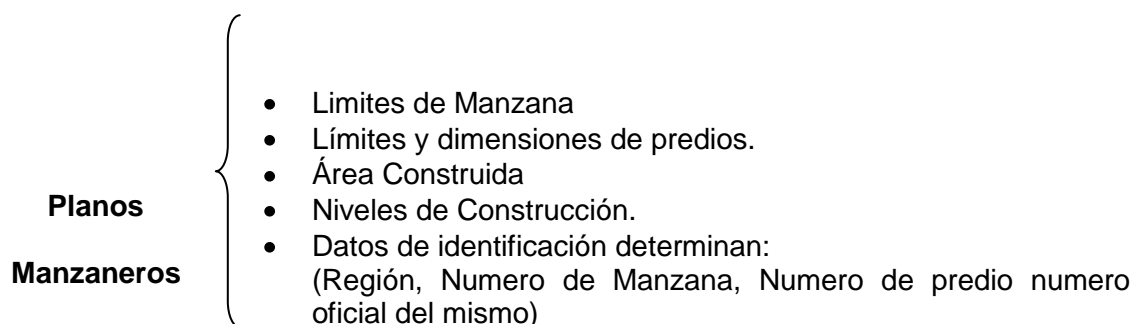 • Limites de Manzana
• Límites y dimensiones de predios.
• Área Construida
Planos
• Niveles de Construcción.
• Datos de identificación determinan:
Manzaneros
(Región, Numero de Manzana, Numero de predio numero
oficial del mismo)